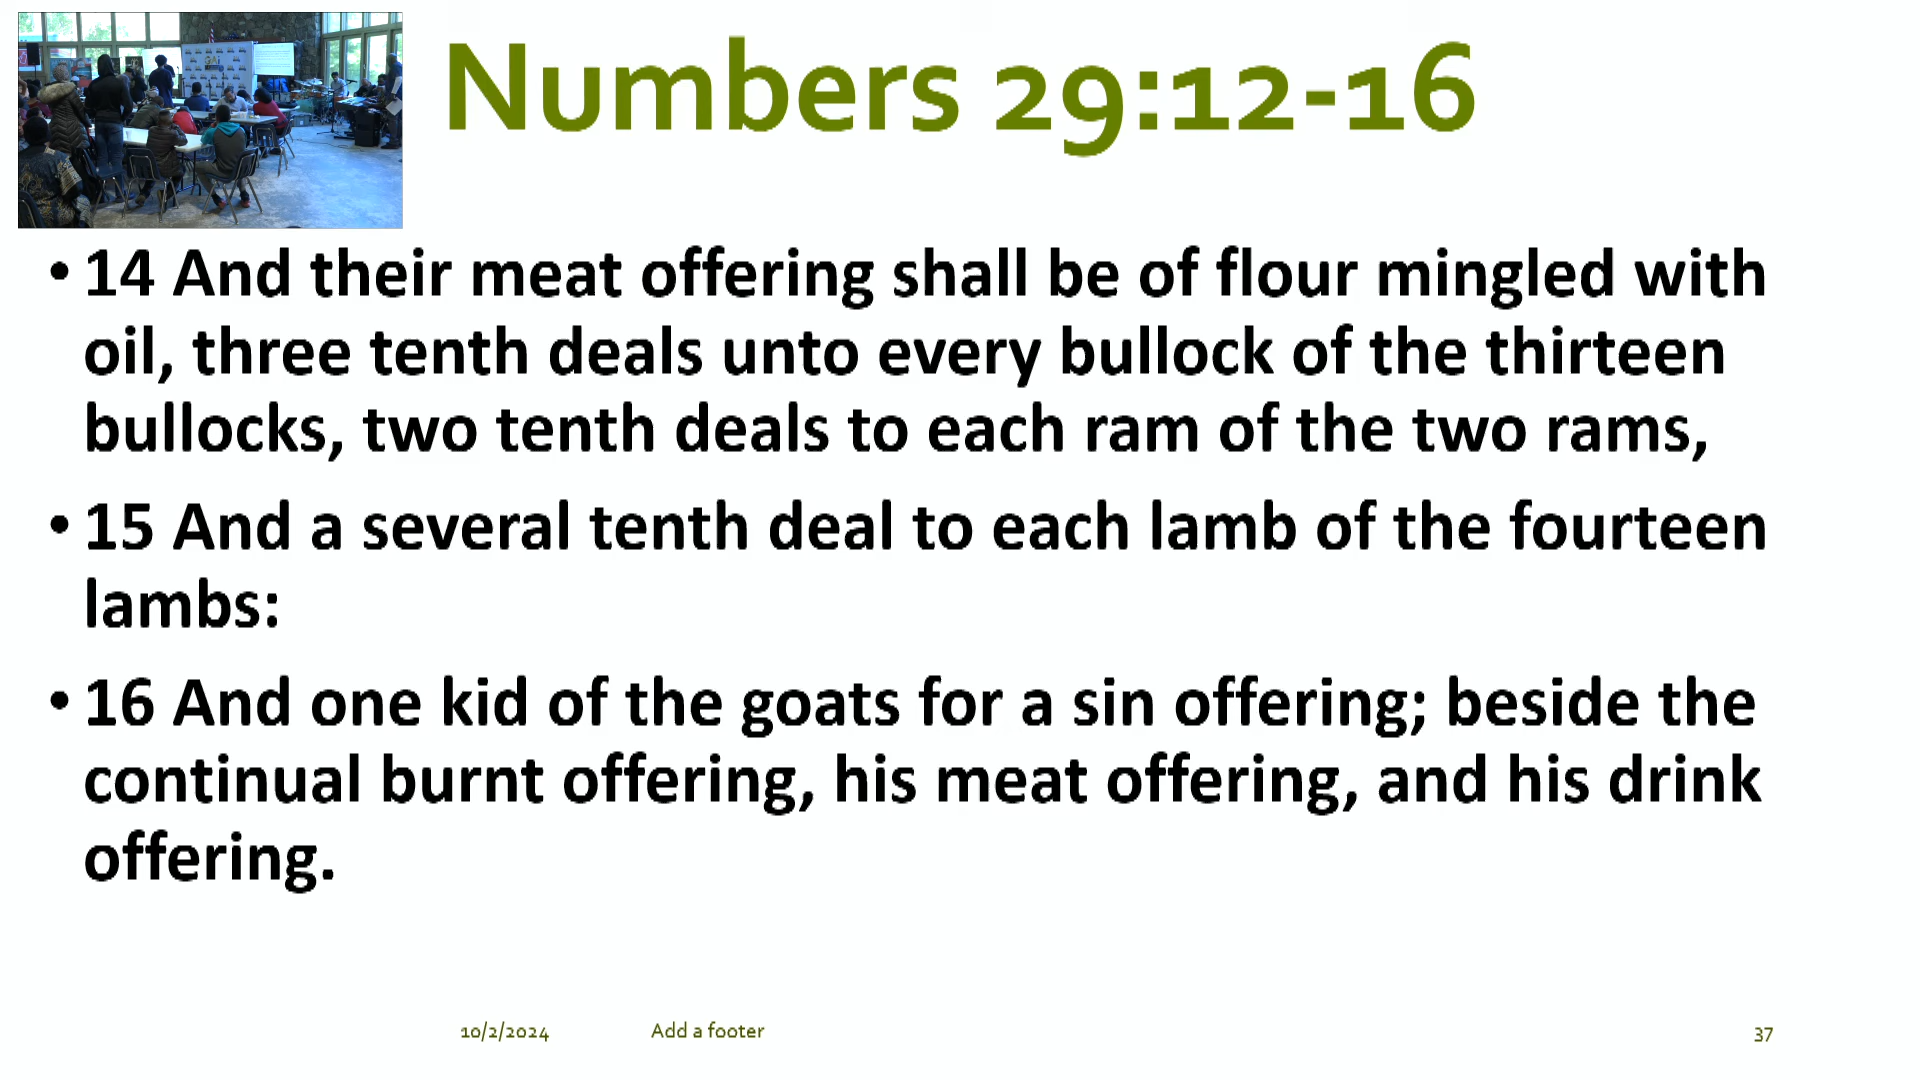 Numbers 29:12-16
• 14 And their meat offering shall be of flour mingled with
oil, three tenth deals unto every bullock of the thirteen
bullocks, two tenth deals to each ram of the two rams,
• 15 And a several tenth deal to each lamb of the fourteen
lambs:
• 16 And one kid of the goats for a sin offering; beside the
continual burnt offering, his meat offering, and his drink
offering.
10/2/2024 Add a footer 37